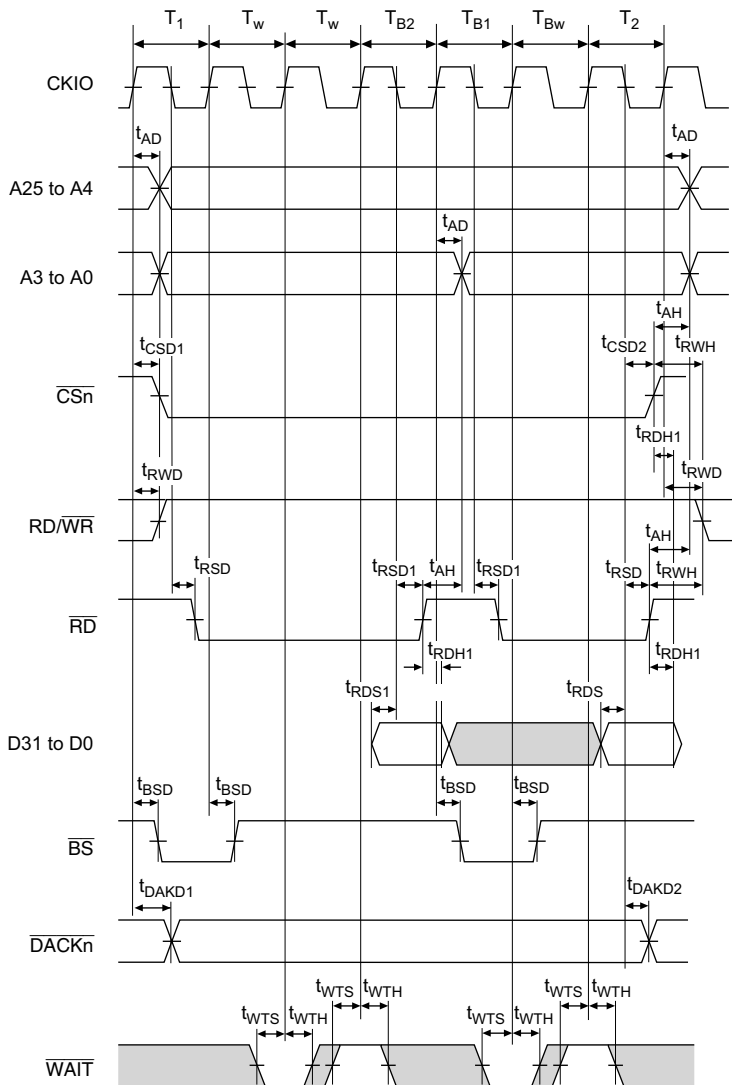 T1 Tw Tw TB2 TB1 TBw T2
CKIO
tAD tAD
A25 to A4
tAD
A3 to A0
tAH
tCSD1 tCSD2 tRWH
CSn
tRDH1
tRWD tRWD
RD/WR
tAH
tRSD tRSD1 tAH tRSD1 tRSD tRWH
RD
tRDH1 tRDH1
tRDS1 tRDS
D31 to D0
tBSD tBSD tBSD tBSD
BS
tDAKD1 tDAKD2
DACKn
tWTS tWTH tWTS tWTH tWTS tWTH tWTS tWTH
WAIT